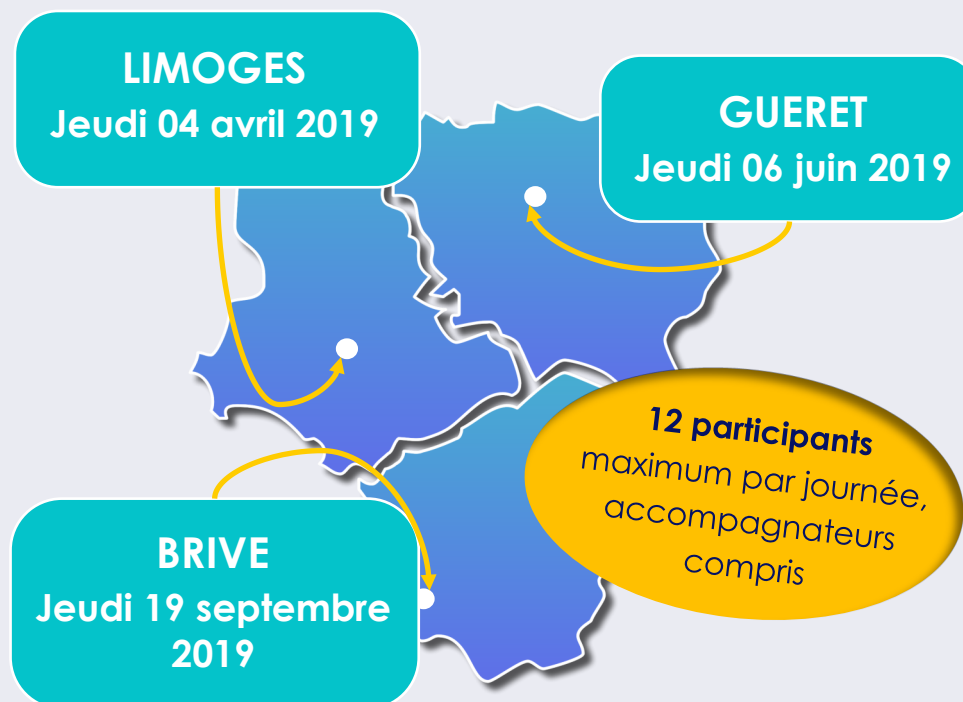 LIMOGES
Jeudi 04 avril 2019
GUERET
Jeudi 06 juin 2019
12 participants
maximum par journée,
accompagnateurs
compris
BRIVE
Jeudi 19 septembre
2019